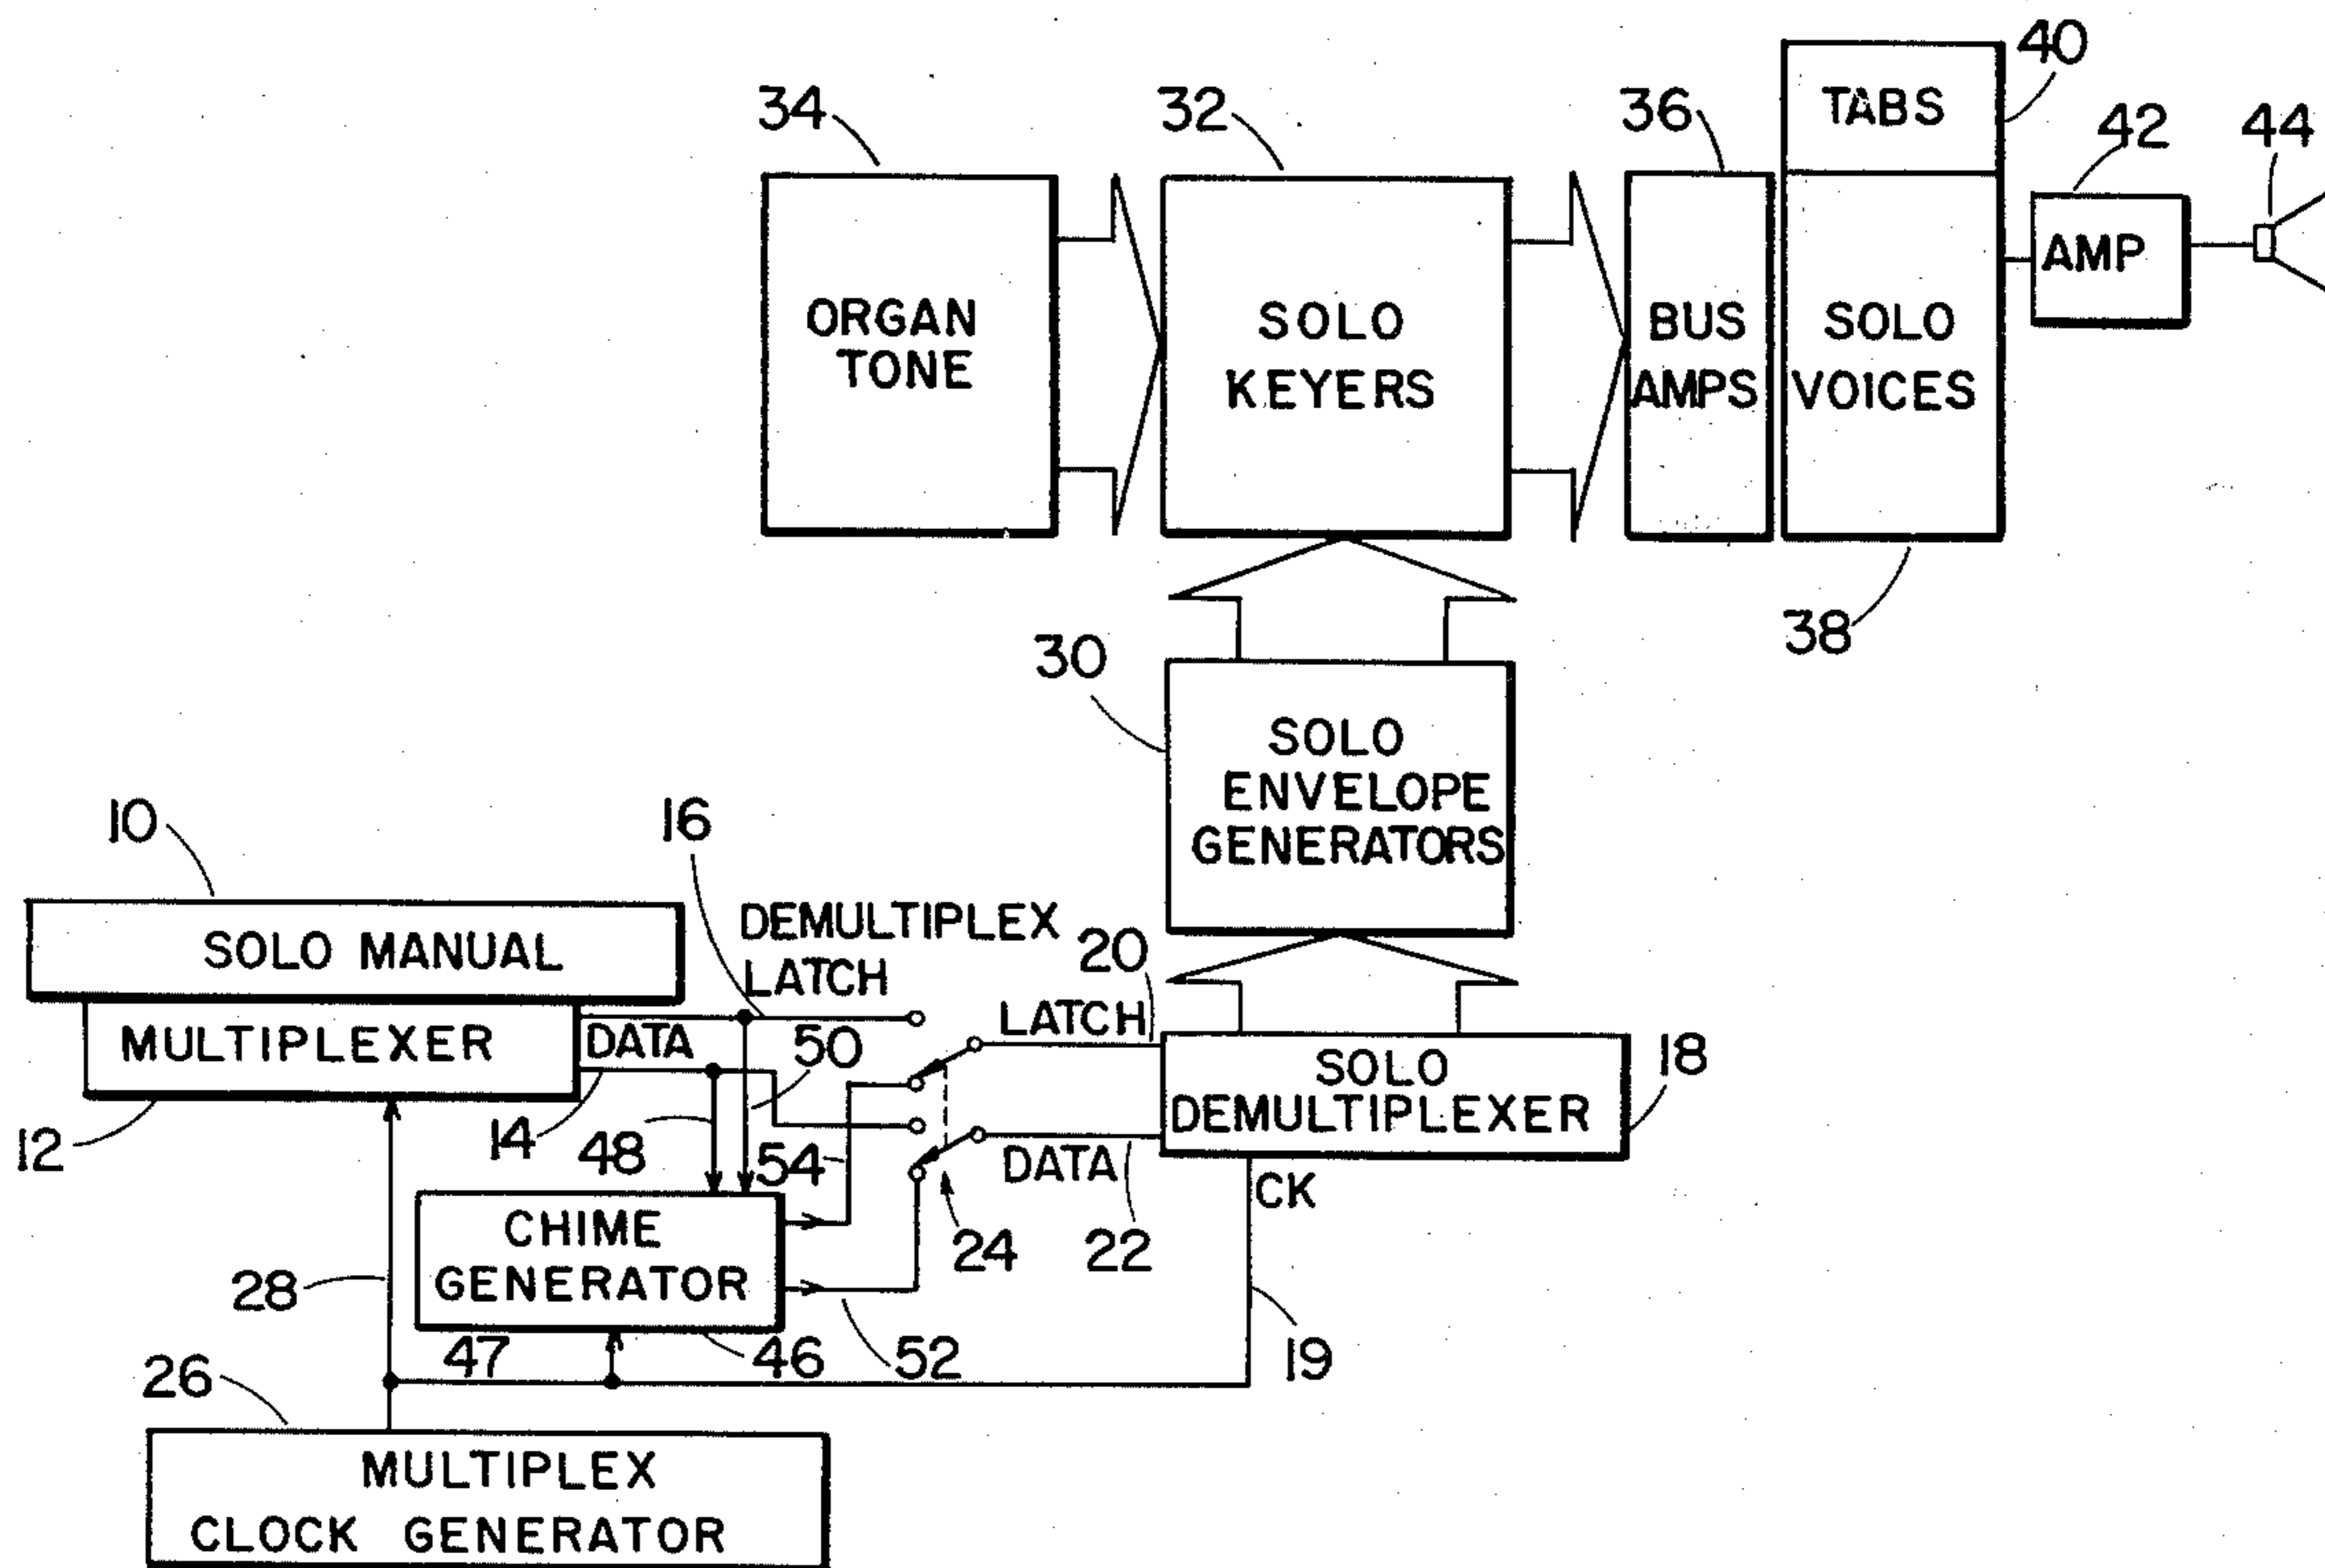 40
34
32
36
TABS
42
44
ORGAN
TONE
SOLO
KEYERS
BUS
AMPS
SOLO
VOICES
AMP
38
30
SOLO
ENVELOPE
GENERATORS
10
16
SOLO MANUAL
DEMULTIPLEX
LATCH
20
MULTIPLEXER
DATA
50
LATCH
SOLO
DEMULTIPLEXER
18
12
14
48
54
DATA
CK
CHIME
GENERATOR
24
22
28
47
46
52
19
26
MULTIPLEX
CLOCK GENERATOR